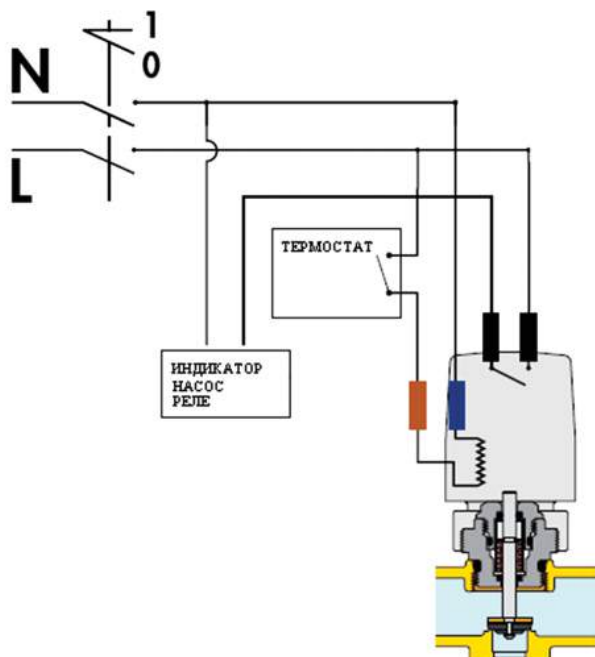 1
0
N
L
ТЕРМОСТАТ
ИНДИКАТОР
НАСОС
РЕЛЕ